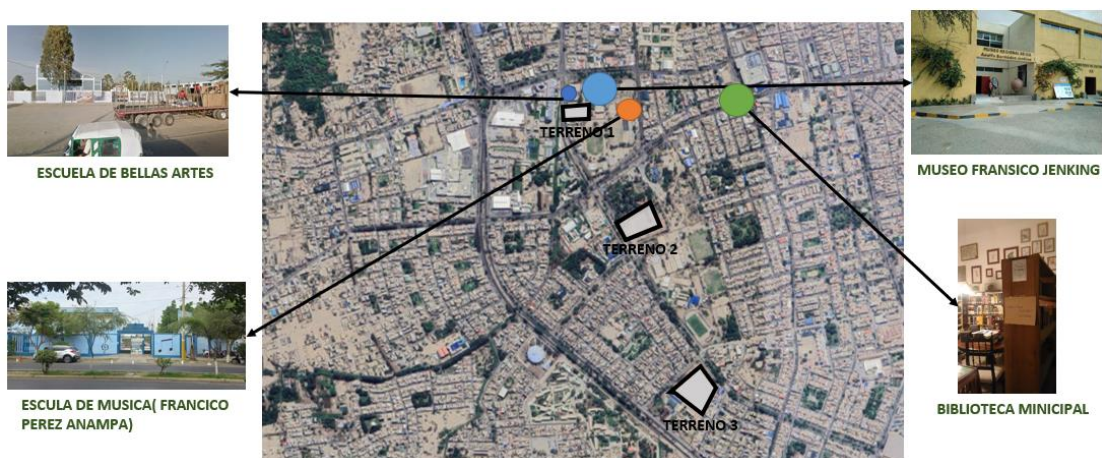 ESCUELA DE BELLAS ARTES
TERRENO 1
MUSEO FRANSICO JENKING
TERRENO 2
ESCULA DE MUSICA( FRANCICO
PEREZ ANAMPA)
TERRENO 3
BIBLIOTECA MINICIPAL